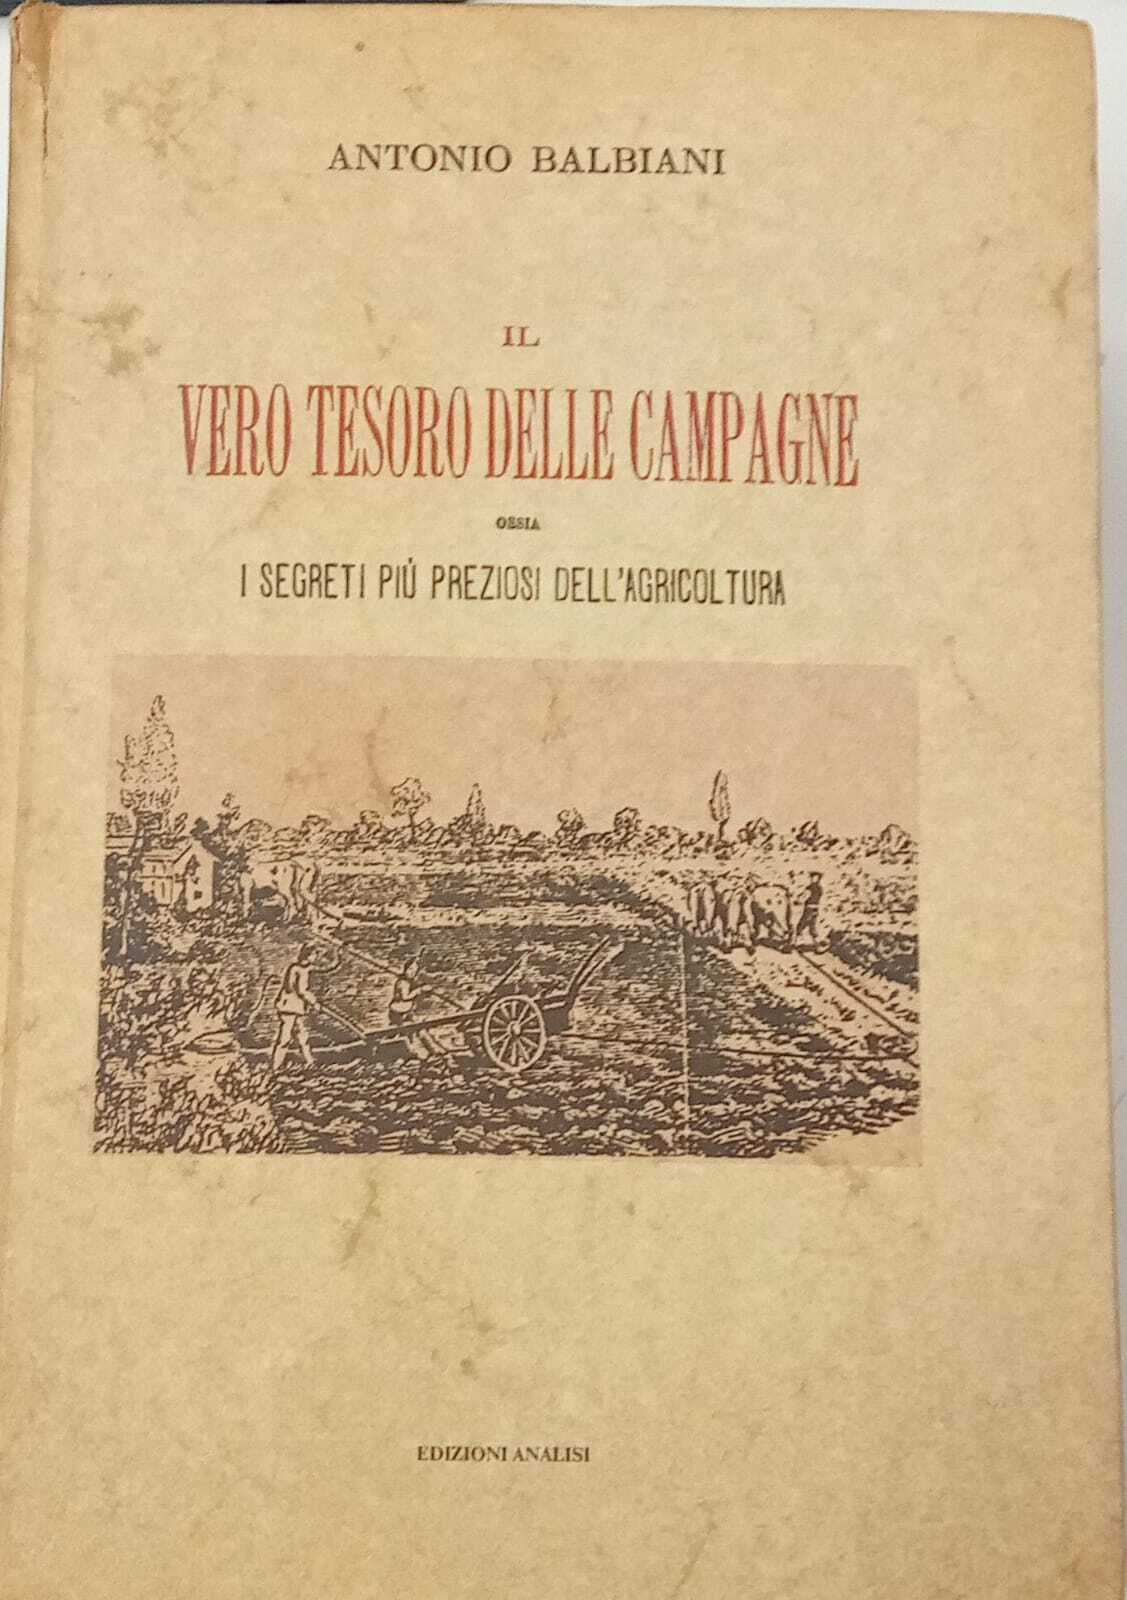 ANTONIO BALBIANI
IL
VERO TESORO DELLE CAMPAGNE
OSSIA
I SEGRETI PIÙ PREZIOSI DELL'AGRICOLTURA
EDIZIONI ANALISI